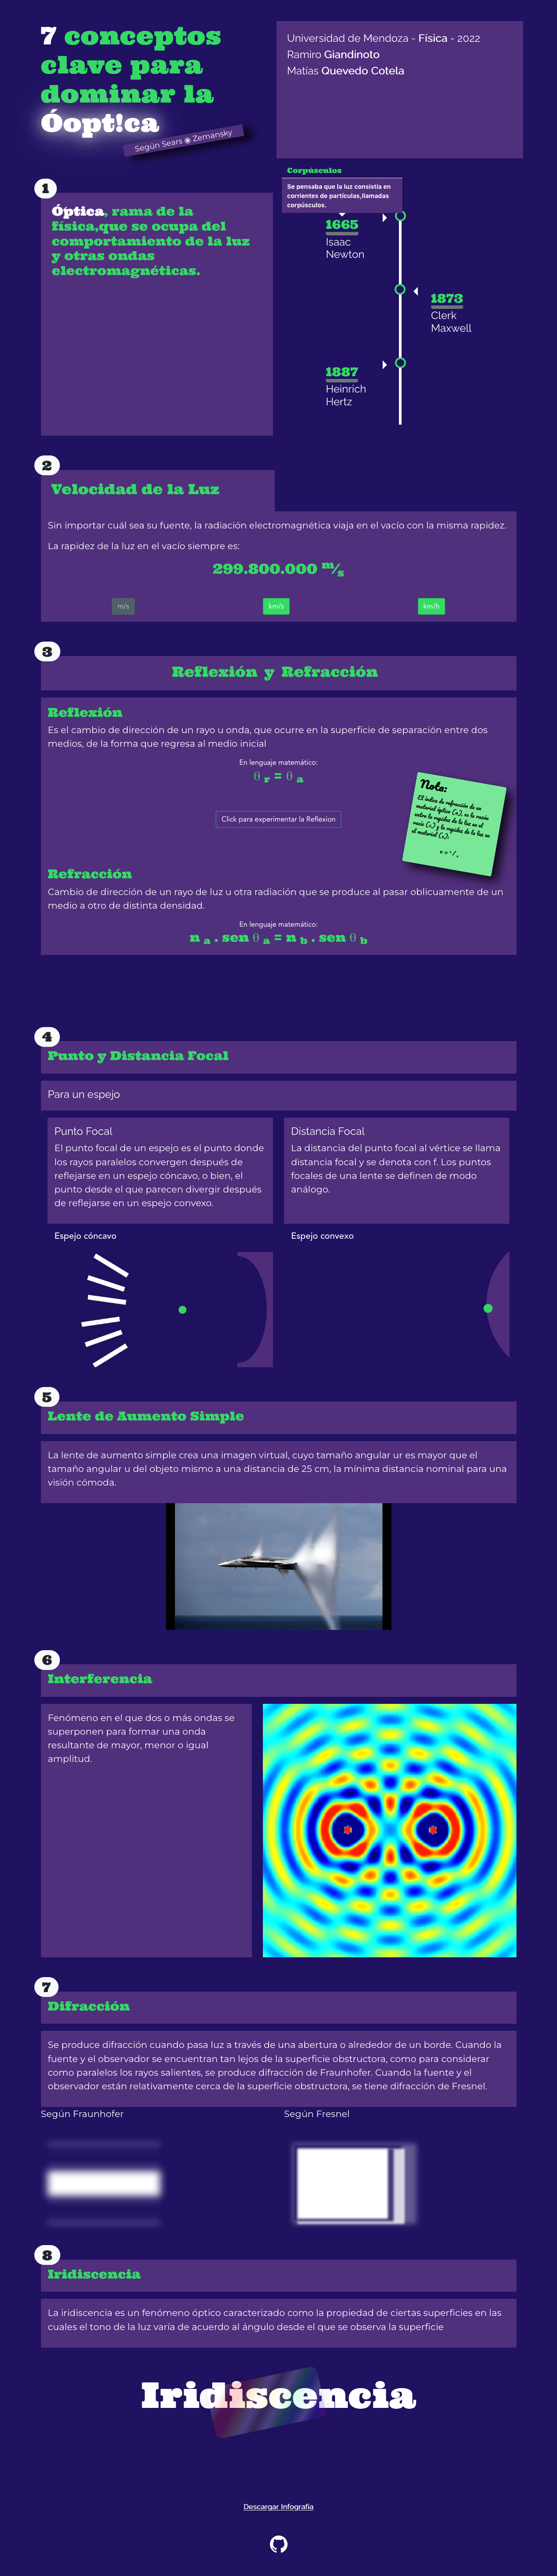 7 conceptos
clave para
dominar la
Óopt!ca
Según Sears ◉ Zemansky
Universidad de Mendoza - Física - 2022
Ramiro Giandinoto
Matías Quevedo Cotela
1
Óptica, rama de la
física,que se ocupa del
comportamiento de la luz
y otras ondas
electromagnéticas.
Corpúsculos
Se pensaba que la luz consistía en
corrientes de partículas,llamadas
corpúsculos.
1665
Isaac
Newton
1873
Clerk
Maxwell
1887
Heinrich
Hertz
2
Velocidad de la Luz
Sin importar cuál sea su fuente, la radiación electromagnética viaja en el vacío con la misma rapidez.
La rapidez de la luz en el vacío siempre es:
299.800.000 m/s
m/s
km/s
km/h
3
Reflexión y Refracción
Reflexión
Es el cambio de dirección de un rayo u onda, que ocurre en la superficie de separación entre dos
medios, de la forma que regresa al medio inicial
En lenguaje matemático:
θ r = θ a
Click para experimentar la Reflexion
Nota:
El índice de refracción de un
material óptico (n), es la razón
entre la rapidez de la luz en el
vacío (c) y la rapidez de la luz en
el material (v):
n = c / v
Refracción
Cambio de dirección de un rayo de luz u otra radiación que se produce al pasar oblicuamente de un
medio a otro de distinta densidad.
En lenguaje matemático:
n a . sen θ a = n b . sen θ b
4
Punto y Distancia Focal
Para un espejo
Punto Focal
El punto focal de un espejo es el punto donde
los rayos paralelos convergen después de
reflejarse en un espejo cóncavo, o bien, el
punto desde el que parecen divergir después
de reflejarse en un espejo convexo.
Distancia Focal
La distancia del punto focal al vértice se llama
distancia focal y se denota con f. Los puntos
focales de una lente se definen de modo
análogo.
Espejo cóncavo
Espejo convexo
5
Lente de Aumento Simple
La lente de aumento simple crea una imagen virtual, cuyo tamaño angular ur es mayor que el
tamaño angular u del objeto mismo a una distancia de 25 cm, la mínima distancia nominal para una
visión cómoda.
6
Interferencia
Fenómeno en el que dos o más ondas se
superponen para formar una onda
resultante de mayor, menor o igual
amplitud.
7
Difracción
Se produce difracción cuando pasa luz a través de una abertura o alrededor de un borde. Cuando la
fuente y el observador se encuentran tan lejos de la superficie obstructora, como para considerar
como paralelos los rayos salientes, se produce difracción de Fraunhofer. Cuando la fuente y el
observador están relativamente cerca de la superficie obstructora, se tiene difracción de Fresnel.
Según Fraunhofer
Según Fresnel
8
Iridiscencia
La iridiscencia es un fenómeno óptico caracterizado como la propiedad de ciertas superficies en las
cuales el tono de la luz varía de acuerdo al ángulo desde el que se observa la superficie
Iridiscencia
Descargar Infografía